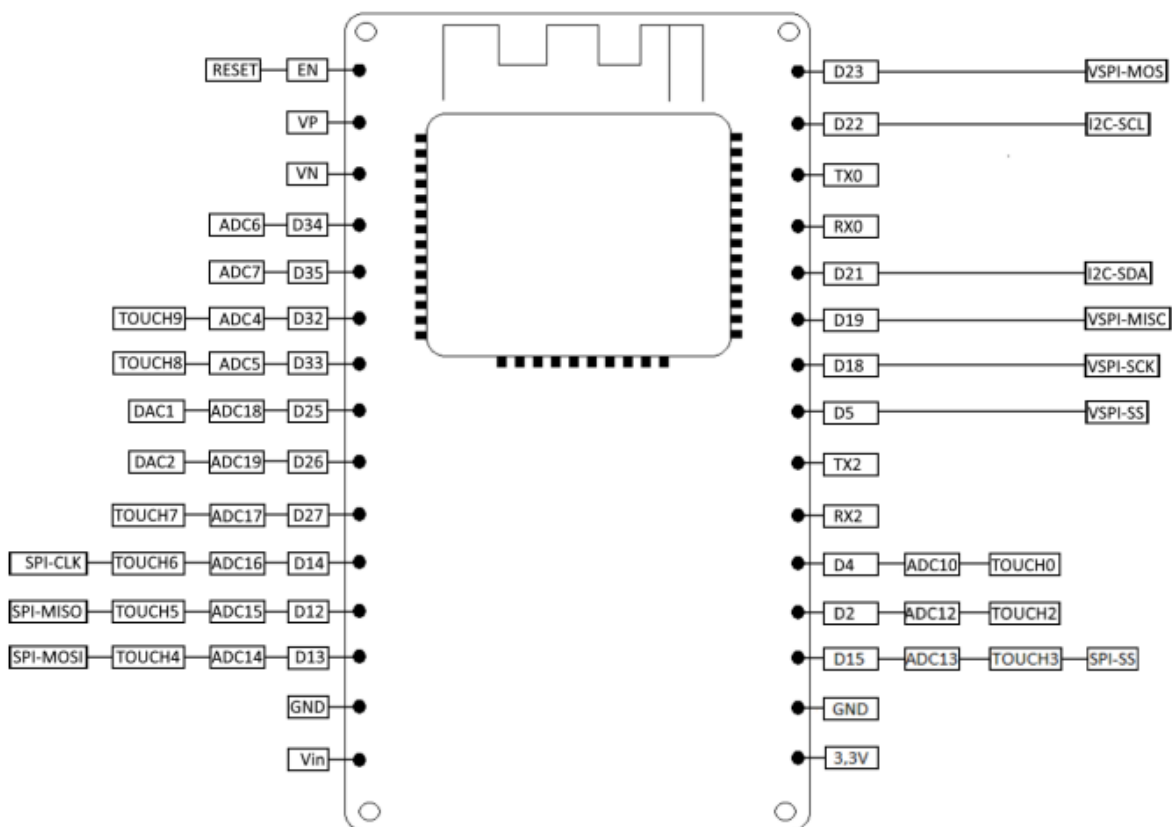 RESET EN D23 VSPI-MOS
VP D22 I2C-SCL
VN TX0
ADC6 D34 RX0
ADC7 D35 D21 I2C-SDA
TOUCH9 ADC4 D32 D19 VSPI-MISC
TOUCH8 ADC5 D33 D18 VSPI-SCK
DAC1 ADC18 D25 D5 VSPI-SS
DAC2 ADC19 D26 TX2
TOUCH7 ADC17 D27 RX2
SPI-CLK TOUCH6 ADC16 D14 D4 ADC10 TOUCH0
SPI-MISO TOUCH5 ADC15 D12 D2 ADC12 TOUCH2
SPI-MOSI TOUCH4 ADC14 D13 D15 ADC13 TOUCH3 SPI-SS
GND GND
Vin 3,3V